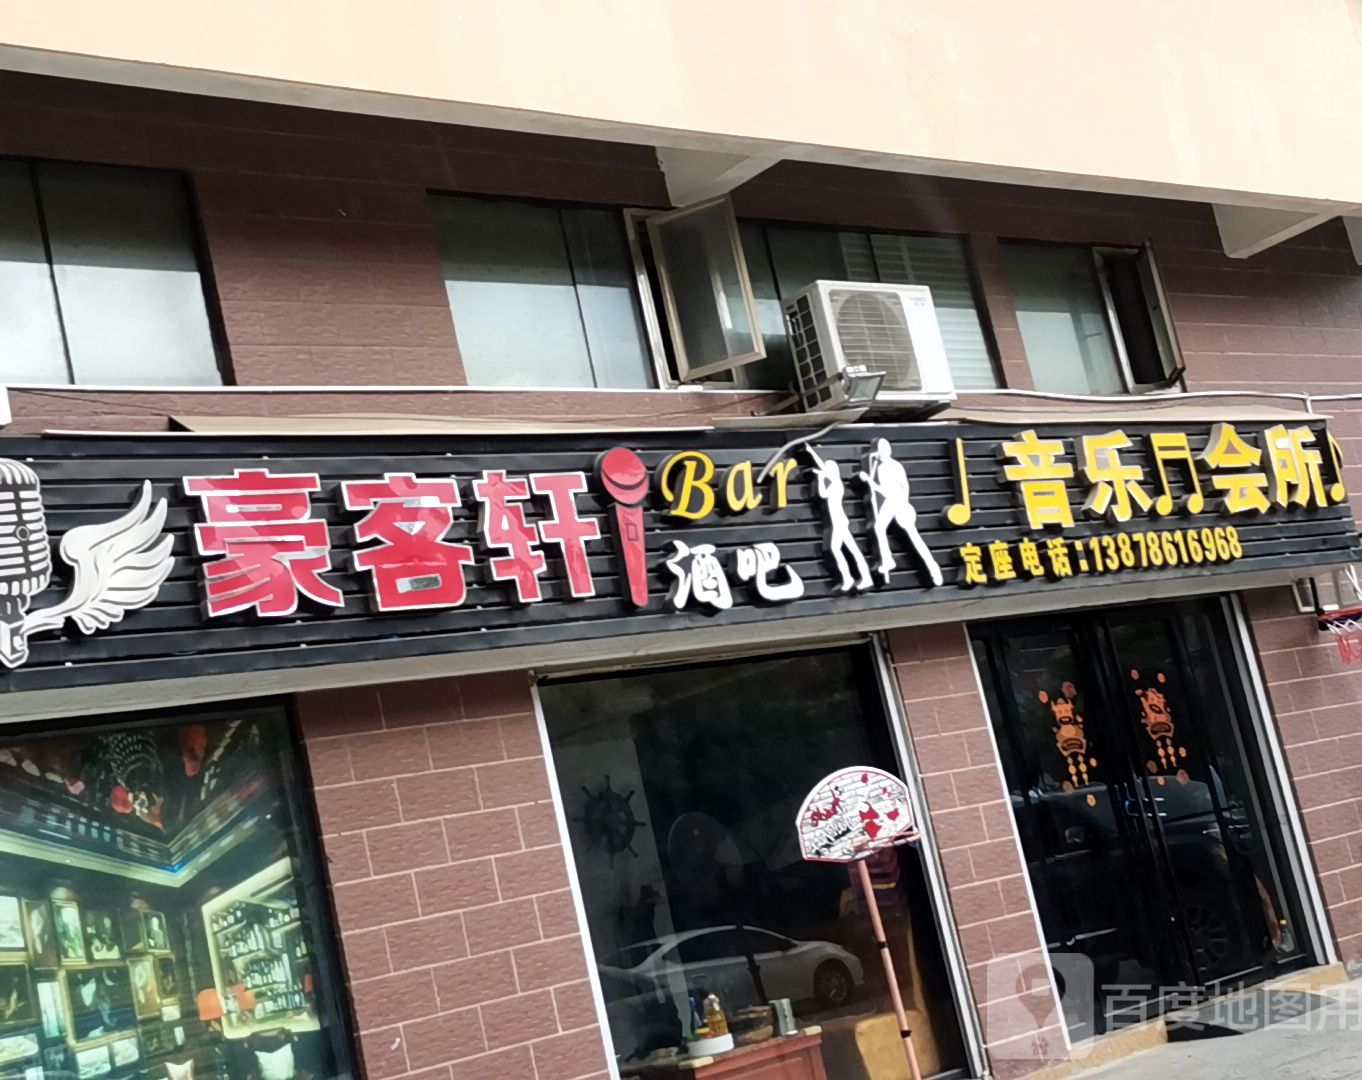 豪客轩 Bar 酒吧 音乐会所
定座电话:13878616968
百度地图用